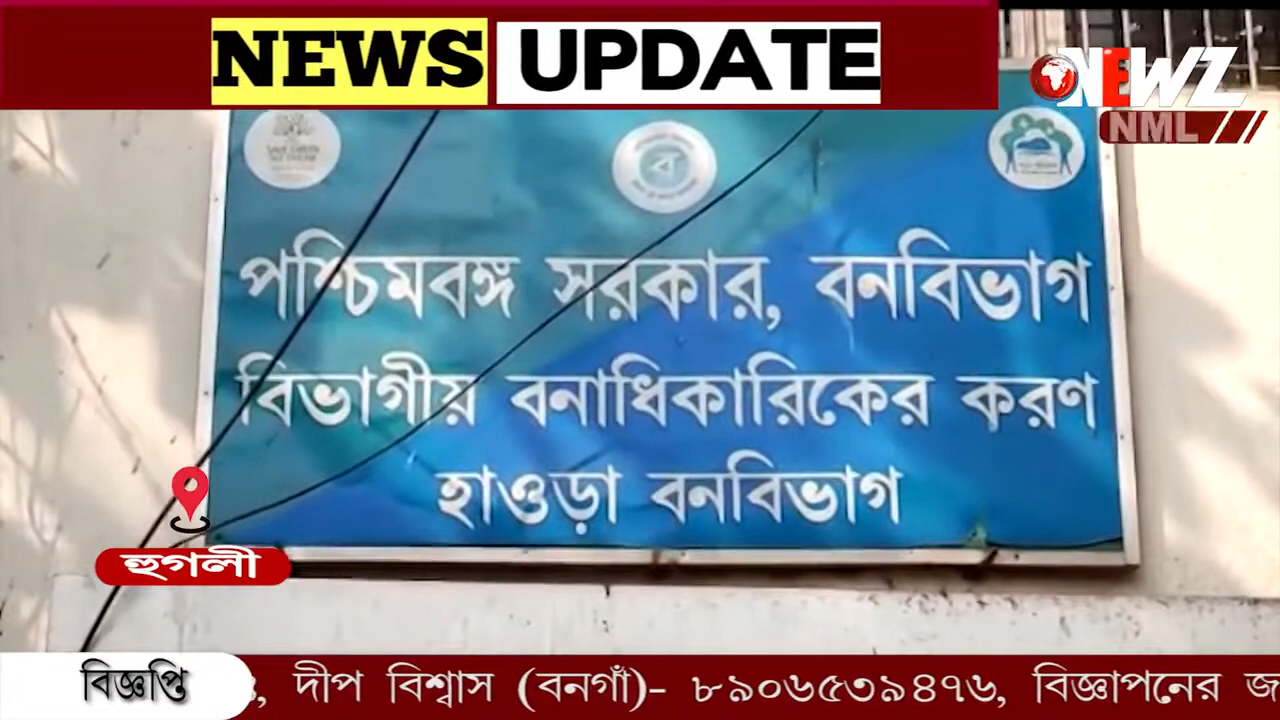 NEWS UPDATE
NEWZ
NML
ব
পশ্চিমবঙ্গ সরকার, বনবিভাগ
বিভাগীয় বনাধিকারিকের করণ
হাওড়া বনবিভাগ
হুগলী
বিজ্ঞপ্তি
, দীপ বিশ্বাস (বনগাঁ)- ৮৯০৬৫৩৯৪৭৬, বিজ্ঞাপনের জ